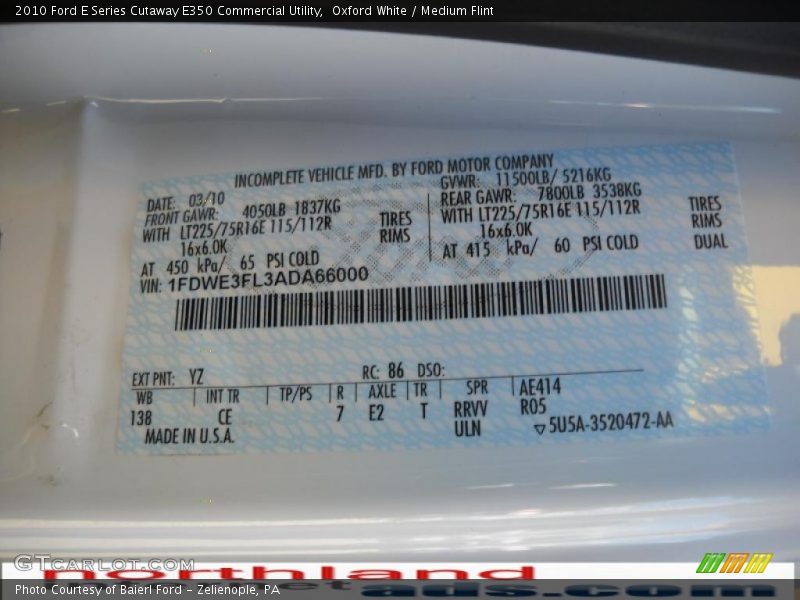 2010 Ford E Series Cutaway E350 Commercial Utility,  Oxford White / Medium Flint
INCOMPLETE VEHICLE MFD. BY FORD MOTOR COMPANY
DATE: 03/10
GVWR: 11500LB/ 5216KG
FRONT GAWR: 4050LB 1837KG
REAR GAWR: 7800LB 3538KG
WITH LT225/75R16E 115/112R TIRES
WITH LT225/75R16E 115/112R TIRES
16x6.0K RIMS
16x6.0K RIMS
AT 450 kPa/ 65 PSI COLD
AT 415 kPa/ 60 PSI COLD DUAL
VIN: 1FDWE3FL3ADA66000
EXT PNT: YZ RC: 86 DSO:
WB INT TR TP/PS R AXLE TR SPR AE414
138 CE 7 E2 T RRVV R05
ULN
MADE IN U.S.A.
▽5U5A-3520472-AA
GTCARLOT.COM
northland
ads.com
Photo Courtesy of Baierl Ford - Zelienople, PA